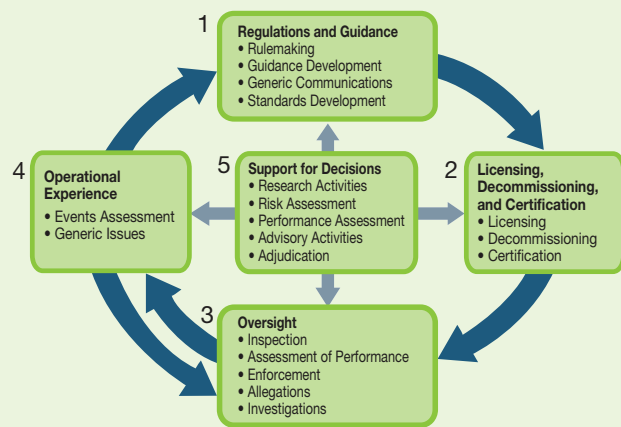 1
Regulations and Guidance
• Rulemaking
• Guidance Development
• Generic Communications
• Standards Development
4
Operational
Experience
• Events Assessment
• Generic Issues
5
Support for Decisions
• Research Activities
• Risk Assessment
• Performance Assessment
• Advisory Activities
• Adjudication
2
Licensing,
Decommissioning,
and Certification
• Licensing
• Decommissioning
• Certification
3
Oversight
• Inspection
• Assessment of Performance
• Enforcement
• Allegations
• Investigations